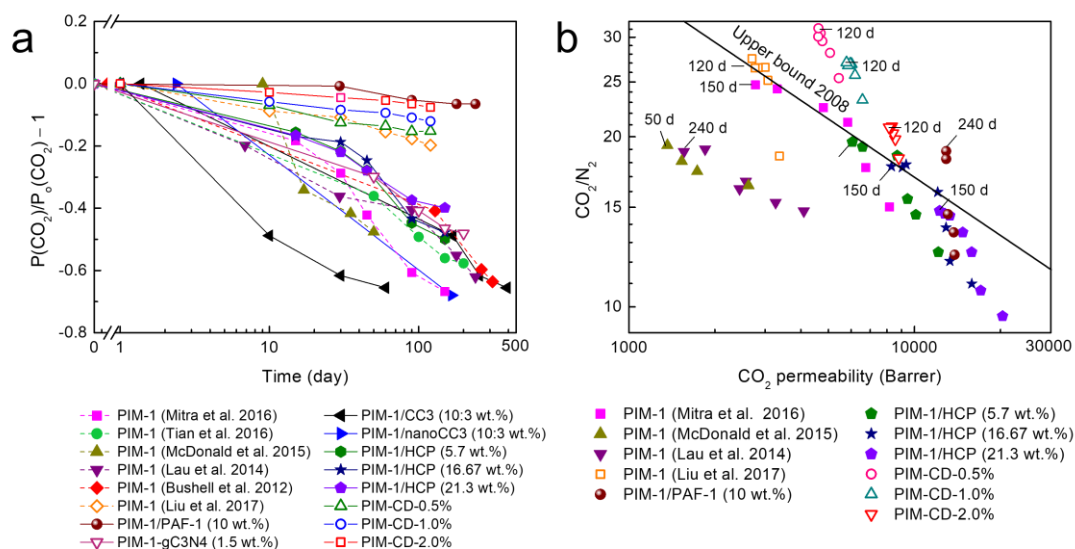 a
0.2
0.0
-0.2
-0.4
-0.6
-0.8
P(CO2)/Po(CO2) − 1
0 1 10 100 500
Time (day)
PIM-1 (Mitra et al. 2016)
PIM-1 (Tian et al. 2016)
PIM-1 (McDonald et al. 2015)
PIM-1 (Lau et al. 2014)
PIM-1 (Bushell et al. 2012)
PIM-1 (Liu et al. 2017)
PIM-1/PAF-1 (10 wt.%)
PIM-1-gC3N4 (1.5 wt.%)
PIM-1/CC3 (10:3 wt.%)
PIM-1/nanoCC3 (10:3 wt.%)
PIM-1/HCP (5.7 wt.%)
PIM-1/HCP (16.67 wt.%)
PIM-1/HCP (21.3 wt.%)
PIM-CD-0.5%
PIM-CD-1.0%
PIM-CD-2.0%
b
30
25
20
15
10
CO2/N2
Upper bound 2008
120 d
120 d
120 d
150 d
50 d
240 d
120 d
240 d
150 d
150 d
1000 10000 30000
CO2 permeability (Barrer)
PIM-1 (Mitra et al. 2016)
PIM-1 (McDonald et al. 2015)
PIM-1 (Lau et al. 2014)
PIM-1 (Liu et al. 2017)
PIM-1/PAF-1 (10 wt.%)
PIM-1/HCP (5.7 wt.%)
PIM-1/HCP (16.67 wt.%)
PIM-1/HCP (21.3 wt.%)
PIM-CD-0.5%
PIM-CD-1.0%
PIM-CD-2.0%